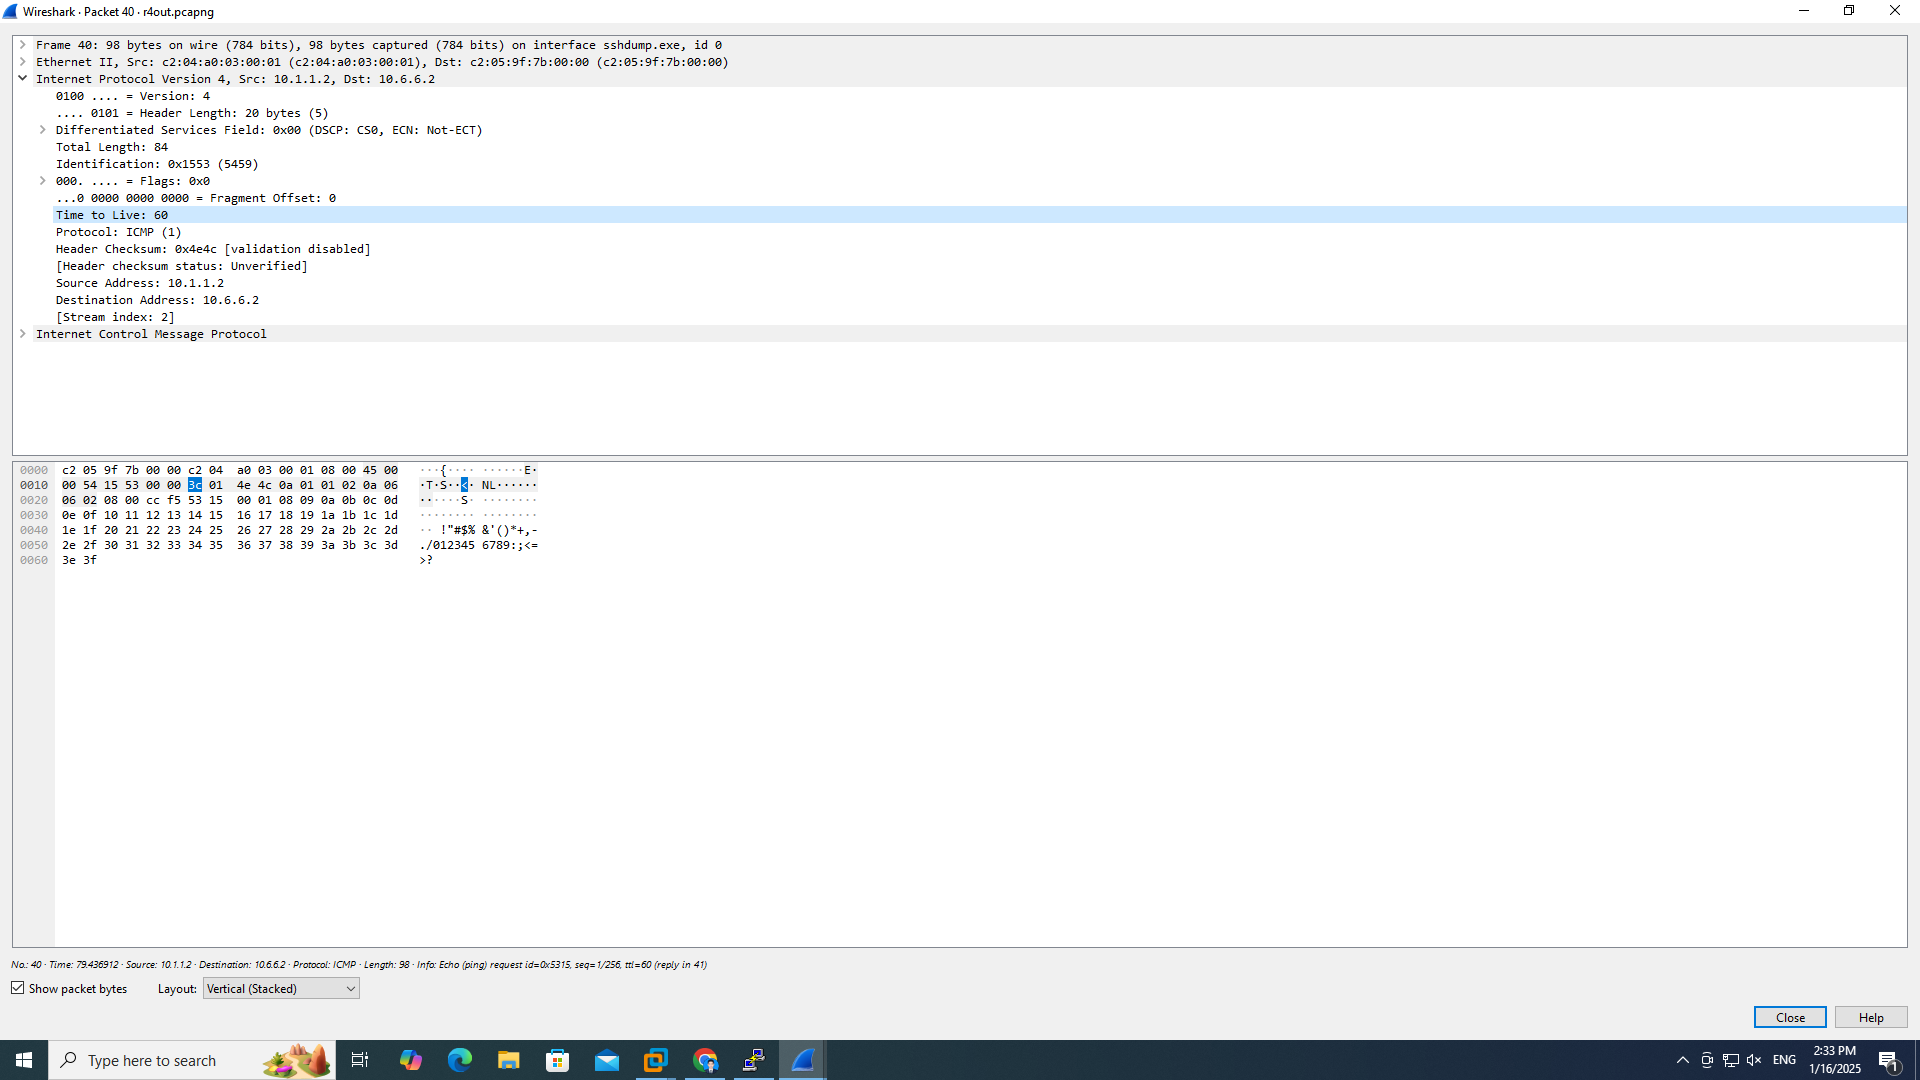 Wireshark · Packet 40 · r4out.pcapng
Frame 40: 98 bytes on wire (784 bits), 98 bytes captured (784 bits) on interface sshdump.exe, id 0
Ethernet II, Src: c2:04:a0:03:00:01 (c2:04:a0:03:00:01), Dst: c2:05:9f:7b:00:00 (c2:05:9f:7b:00:00)
Internet Protocol Version 4, Src: 10.1.1.2, Dst: 10.6.6.2
0100 .... = Version: 4
.... 0101 = Header Length: 20 bytes (5)
Differentiated Services Field: 0x00 (DSCP: CS0, ECN: Not-ECT)
Total Length: 84
Identification: 0x1553 (5459)
000. .... = Flags: 0x0
...0 0000 0000 0000 = Fragment Offset: 0
Time to Live: 60
Protocol: ICMP (1)
Header Checksum: 0x4e4c [validation disabled]
[Header checksum status: Unverified]
Source Address: 10.1.1.2
Destination Address: 10.6.6.2
[Stream index: 2]
Internet Control Message Protocol
0000 c2 05 9f 7b 00 00 c2 04 a0 03 00 01 08 00 45 00 ···{···· ······E·
0010 00 54 15 53 00 00 3c 01 4e 4c 0a 01 01 02 0a 06 ·T·S··<· NL······
0020 06 02 08 00 cc f5 53 15 00 01 08 09 0a 0b 0c 0d ······S· ········
0030 0e 0f 10 11 12 13 14 15 16 17 18 19 1a 1b 1c 1d ········ ········
0040 1e 1f 20 21 22 23 24 25 26 27 28 29 2a 2b 2c 2d ·· !"#$% &'()*+,-
0050 2e 2f 30 31 32 33 34 35 36 37 38 39 3a 3b 3c 3d ./012345 6789:;<=
0060 3e 3f >?
No.: 40 · Time: 79.436912 · Source: 10.1.1.2 · Destination: 10.6.6.2 · Protocol: ICMP · Length: 98 · Info: Echo (ping) request id=0x5315, seq=1/256, ttl=60 (reply in 41)
Show packet bytes Layout: Vertical (Stacked)
Close Help
Type here to search
ENG
2:33 PM
1/16/2025
1